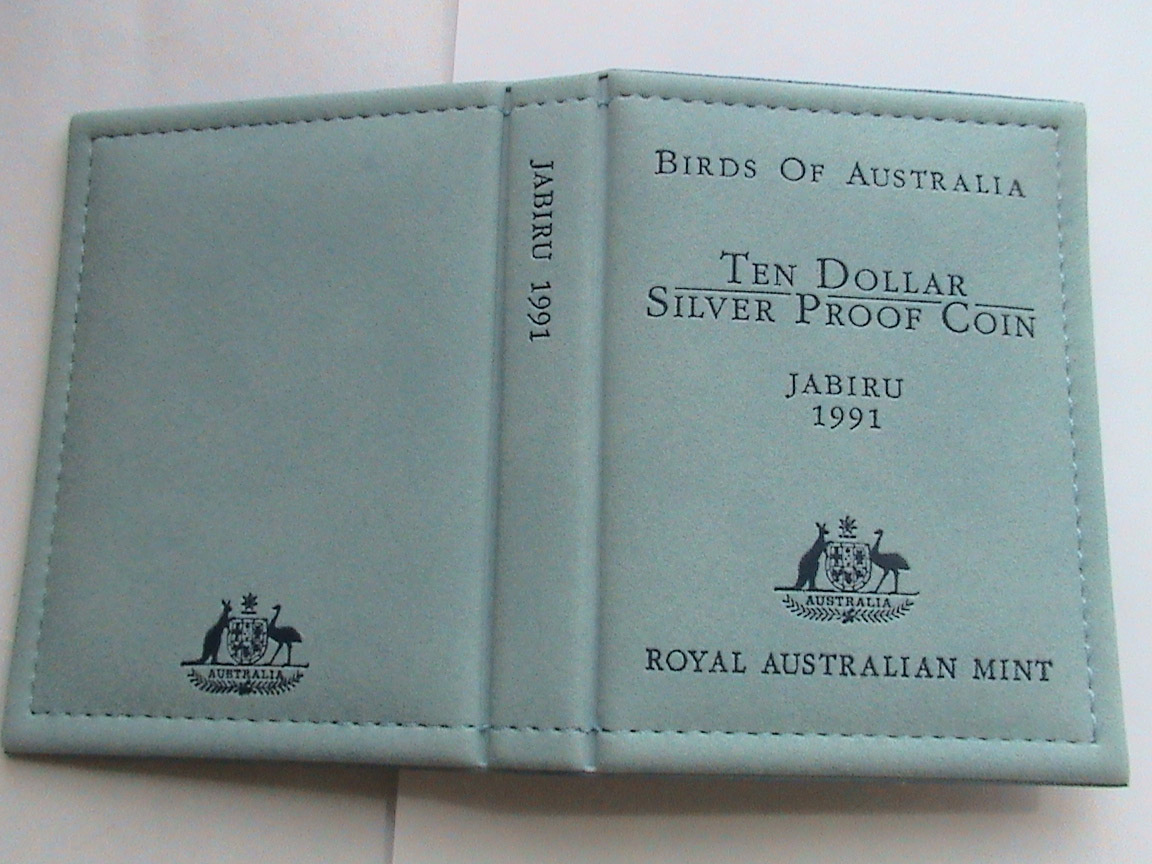 BIRDS OF AUSTRALIA
TEN DOLLAR
SILVER PROOF COIN
JABIRU
1991
AUSTRALIA
ROYAL AUSTRALIAN MINT
JABIRU 1991
AUSTRALIA